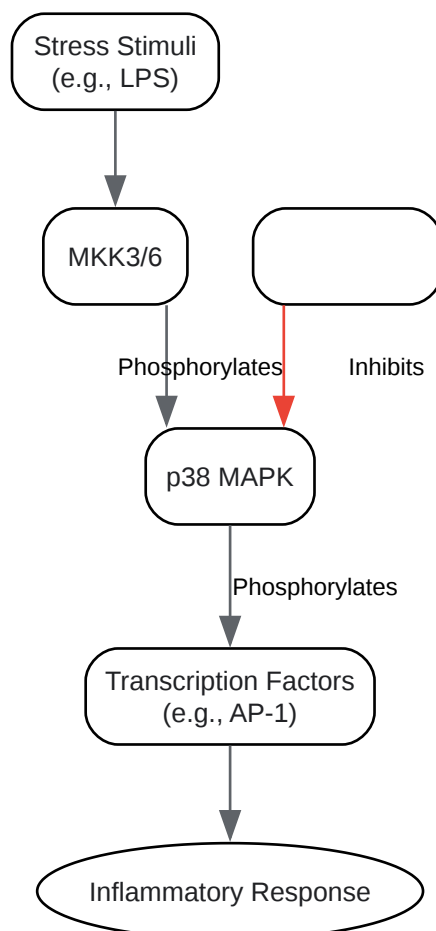 Stress Stimuli
(e.g., LPS)
MKK3/6
Phosphorylates
Inhibits
p38 MAPK
Phosphorylates
Transcription Factors
(e.g., AP-1)
Inflammatory Response